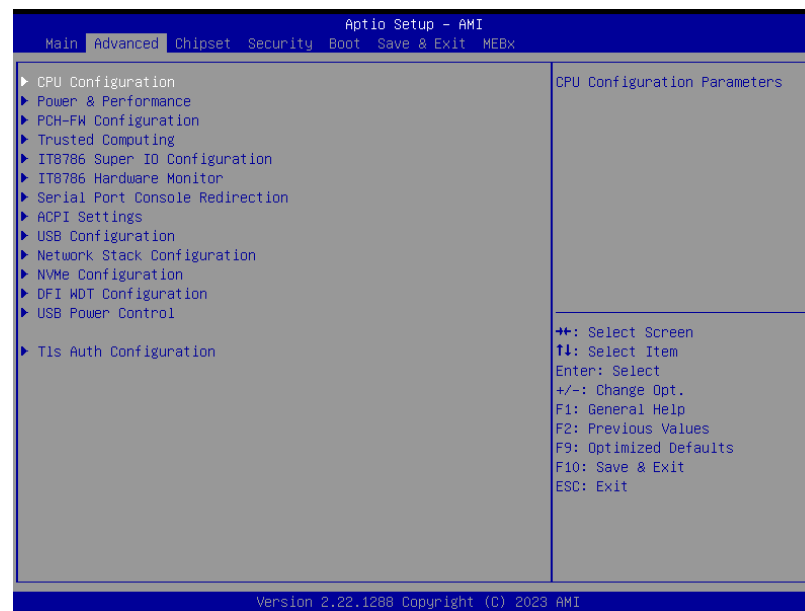 Aptio Setup – AMI
Main Advanced Chipset Security Boot Save & Exit MEBx
CPU Configuration
Power & Performance
PCH-FW Configuration
Trusted Computing
IT8786 Super IO Configuration
IT8786 Hardware Monitor
Serial Port Console Redirection
ACPI Settings
USB Configuration
Network Stack Configuration
NVMe Configuration
DFI WDT Configuration
USB Power Control
Tls Auth Configuration
CPU Configuration Parameters
→←: Select Screen
↑↓: Select Item
Enter: Select
+/-: Change Opt.
F1: General Help
F2: Previous Values
F9: Optimized Defaults
F10: Save & Exit
ESC: Exit
Version 2.22.1288 Copyright (C) 2023 AMI